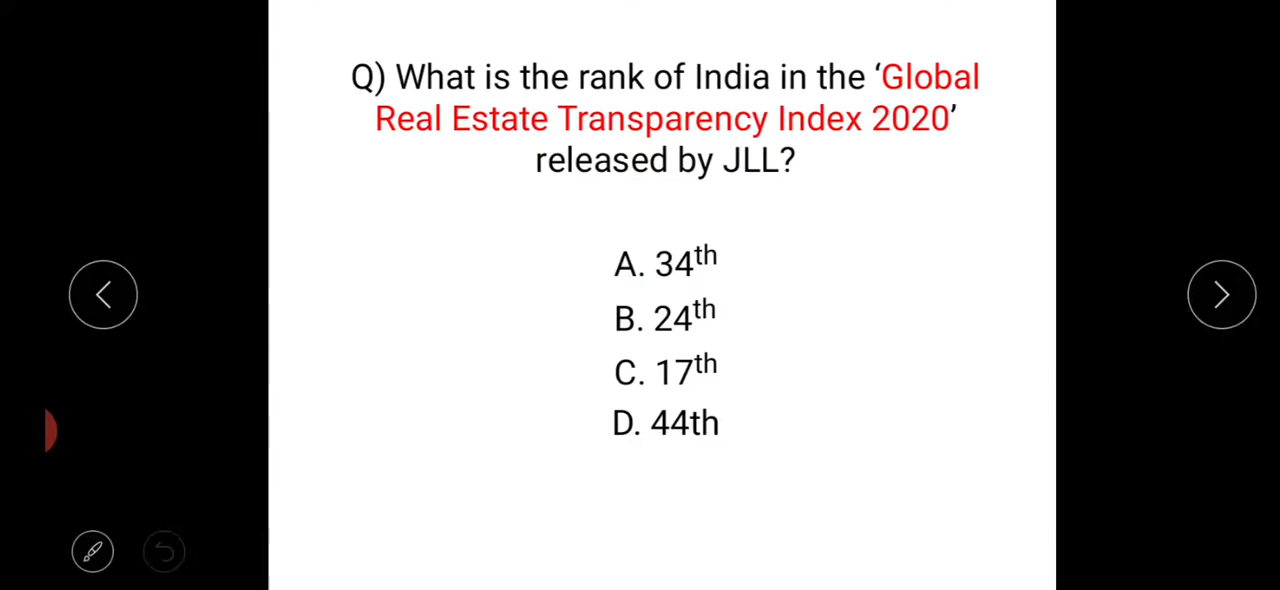 Q) What is the rank of India in the ‘Global
Real Estate Transparency Index 2020’
released by JLL?
A. 34th
B. 24th
C. 17th
D. 44th